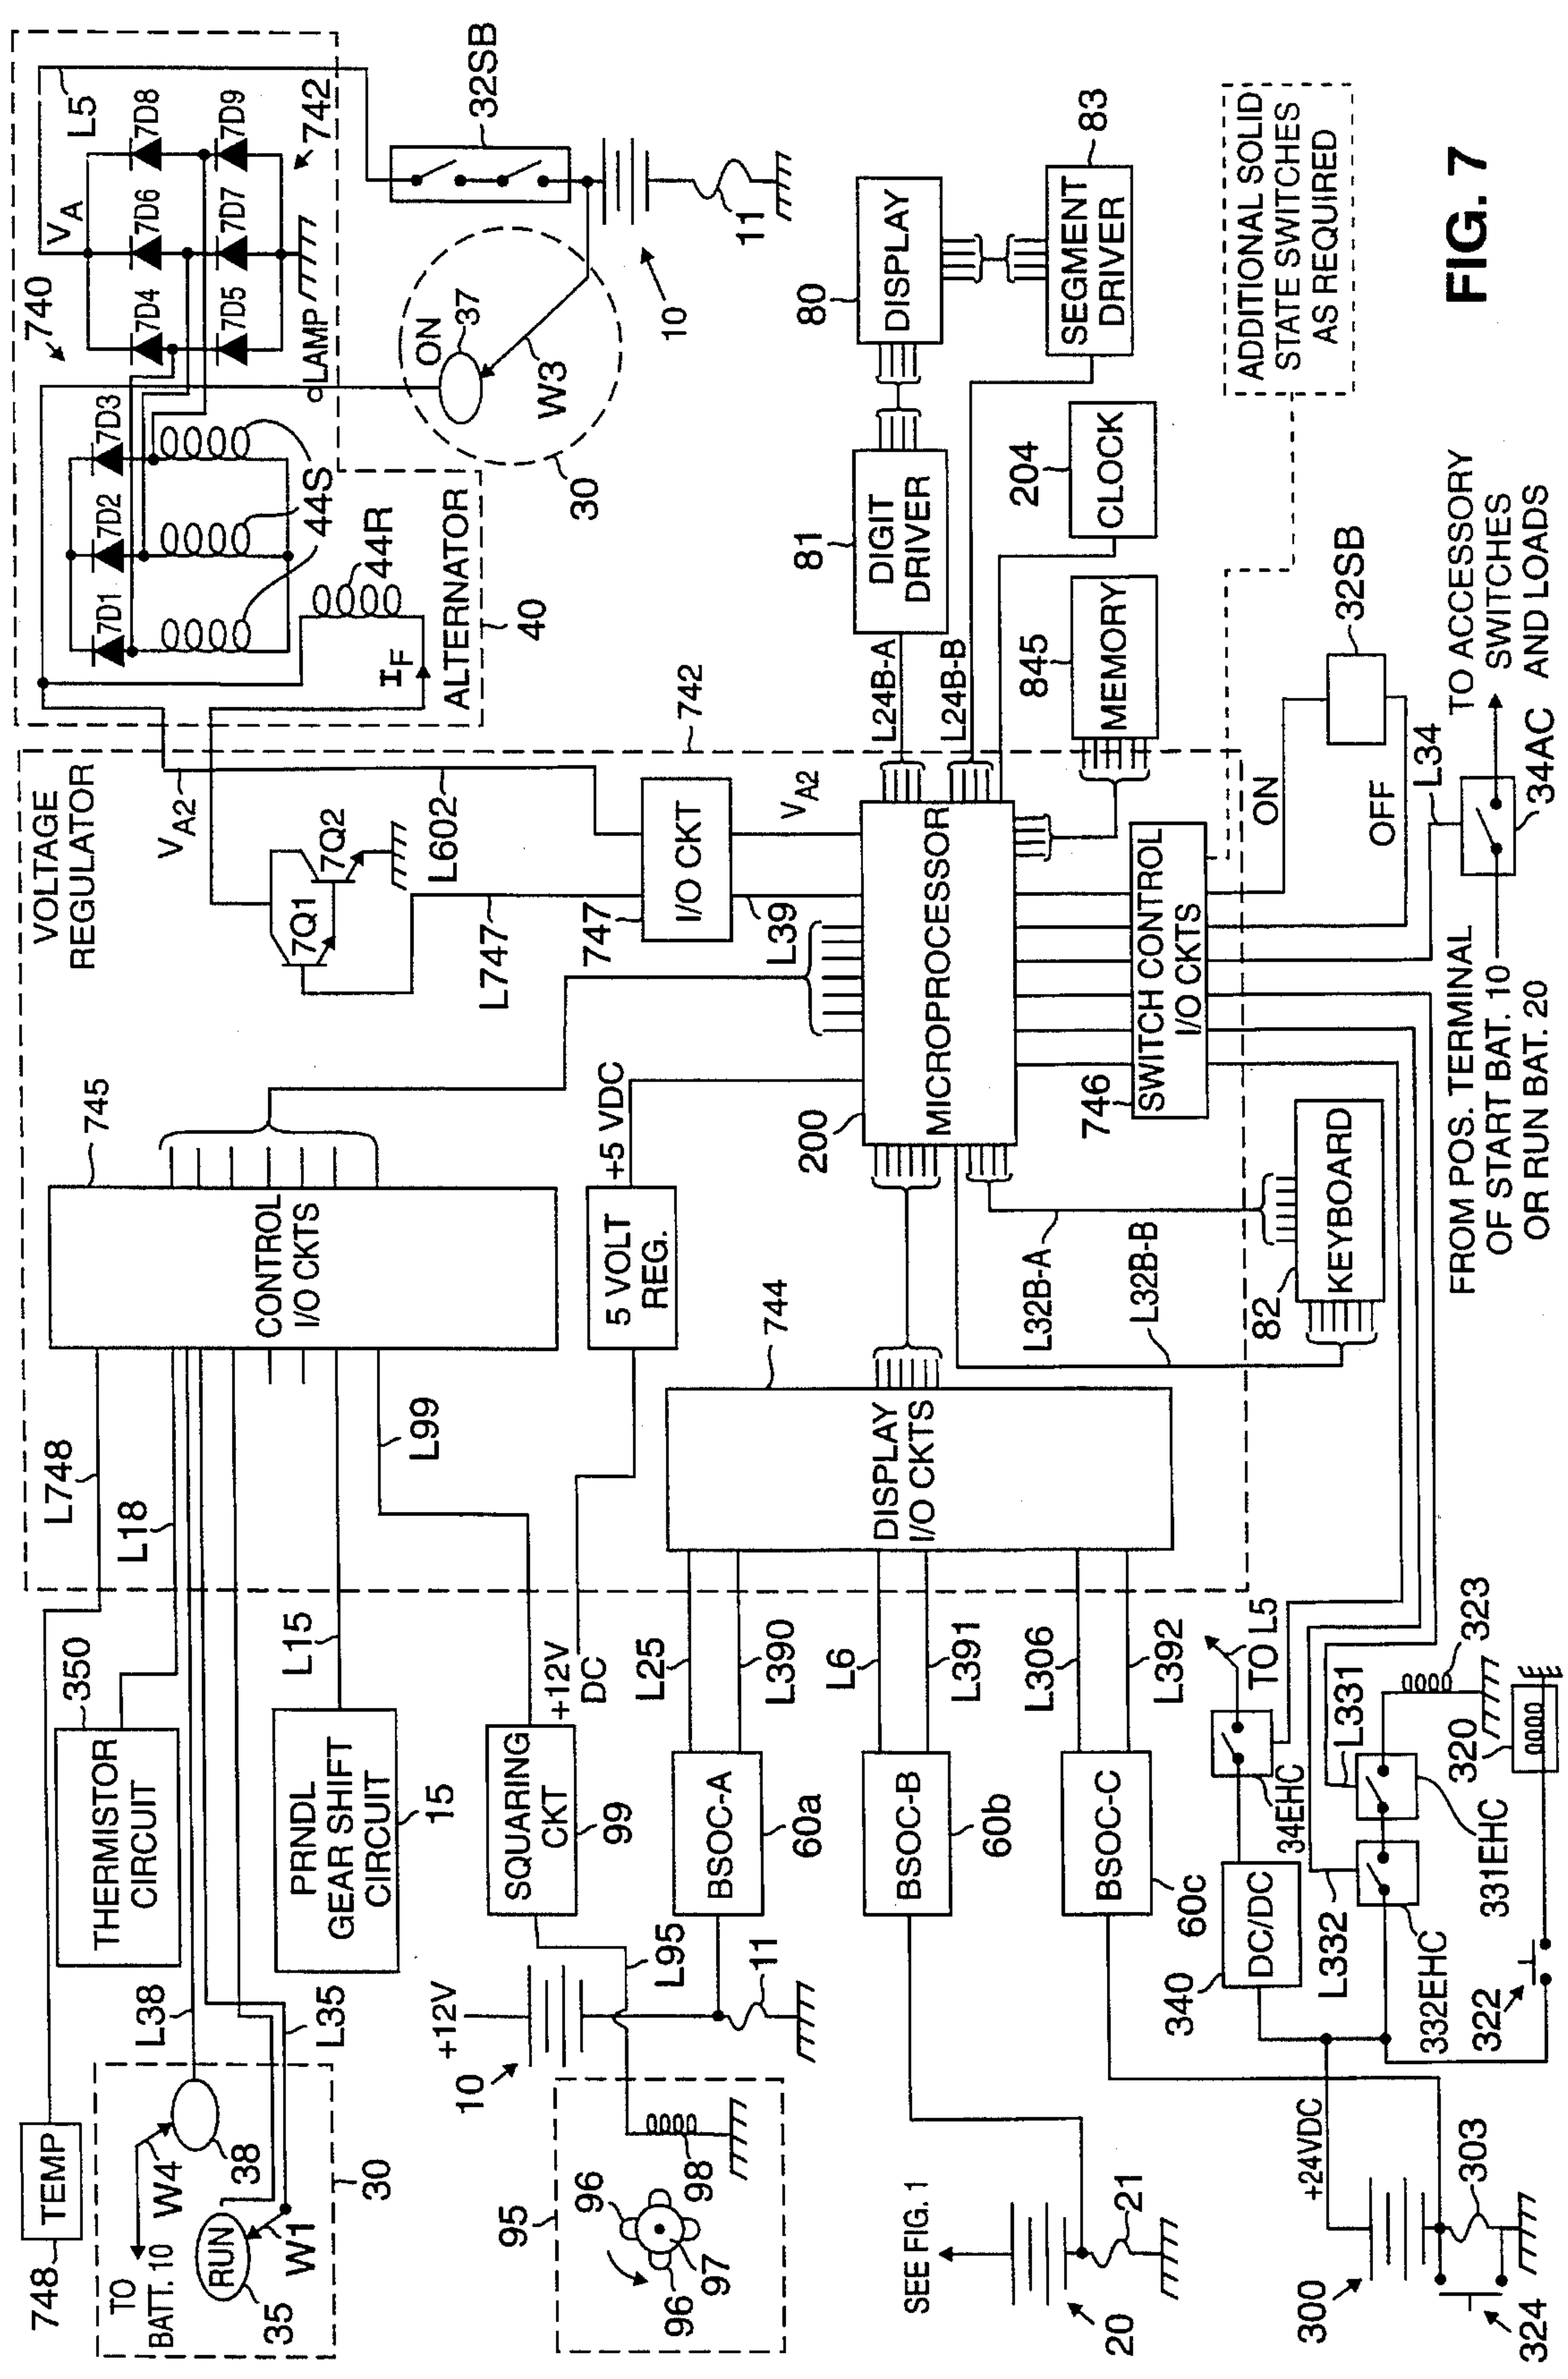 748
TEMP
TO
BATT. 10
W4
38
RUN
35
W1
30
L38
L35
THERMISTOR
CIRCUIT
350
L748
L18
PRNDL
GEAR SHIFT
CIRCUIT
15
L15
L99
CONTROL
I/O CKTS
745
VOLTAGE
REGULATOR
VA2
7Q1
7Q2
L602
L747
747
I/O CKT
L39
VA2
742
740
VA
L5
7D1
7D2
7D3
7D4
7D5
7D6
7D7
7D8
7D9
742
LAMP
44S
44R
IF
ALTERNATOR
40
ON
37
W3
30
32SB
10
11
95
96
96
97
98
10
+12V
L95
11
SQUARING
CKT
99
+12V
DC
5 VOLT
REG.
+5 VDC
BSOC-A
60a
L25
L390
BSOC-B
60b
L6
L391
BSOC-C
60c
L306
L392
DISPLAY
I/O CKTS
744
200
MICROPROCESSOR
L24B-A
L24B-B
81
DIGIT
DRIVER
80
DISPLAY
SEGMENT
DRIVER
83
204
CLOCK
845
MEMORY
ADDITIONAL SOLID
STATE SWITCHES
AS REQUIRED
746
SWITCH CONTROL
I/O CKTS
L32B-A
L32B-B
82
KEYBOARD
ON
OFF
32SB
L34
34AC
TO ACCESSORY
SWITCHES
AND LOADS
FROM POS. TERMINAL
OF START BAT. 10
OR RUN BAT. 20
SEE FIG. 1
20
21
300
+24VDC
303
324
340
DC/DC
34EHC
TO L5
L332
332EHC
L331
331EHC
323
320
322
FIG. 7